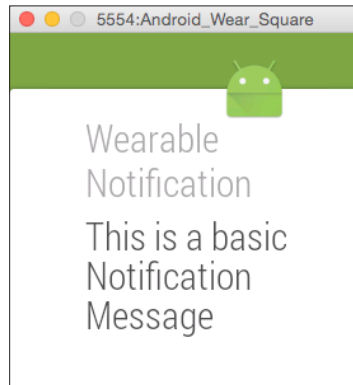 5554:Android_Wear_Square
Wearable
Notification
This is a basic
Notification
Message